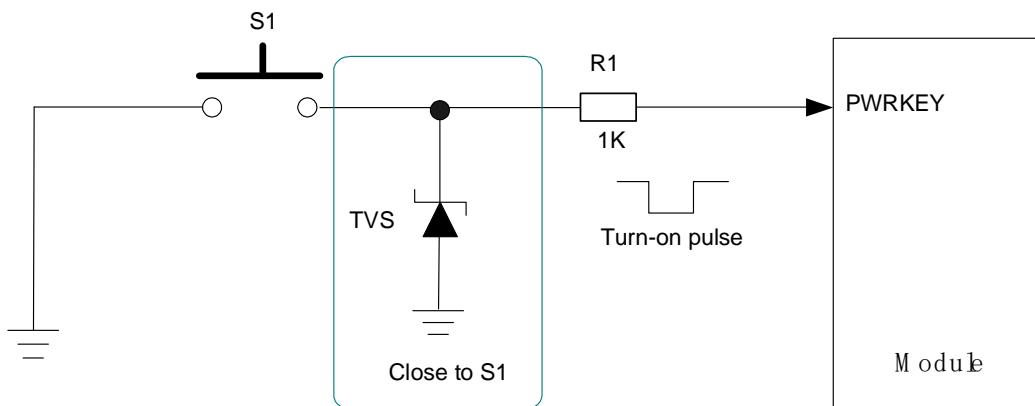 S1
R1
PWRKEY
1K
TVS
Turn-on pulse
Close to S1
Module